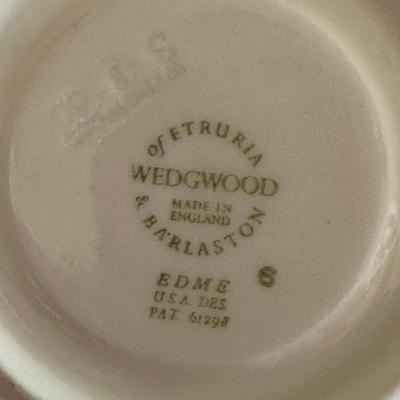 of ETRURIA
WEDGWOOD
MADE IN
ENGLAND
& BARLASTON
6
EDME
U.S.A. DES.
PAT. 61298